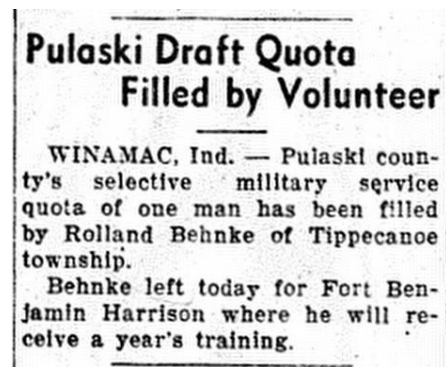 Pulaski Draft Quota
Filled by Volunteer
WINAMAC, Ind. — Pulaski coun-
ty's selective military service
quota of one man has been filled
by Rolland Behnke of Tippecanoe
township.
Behnke left today for Fort Ben-
jamin Harrison where he will re-
ceive a year's training.